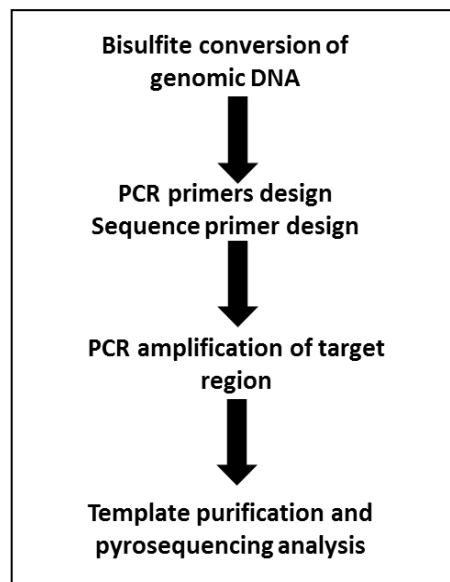 Bisulfite conversion of
genomic DNA
PCR primers design
Sequence primer design
PCR amplification of target
region
Template purification and
pyrosequencing analysis